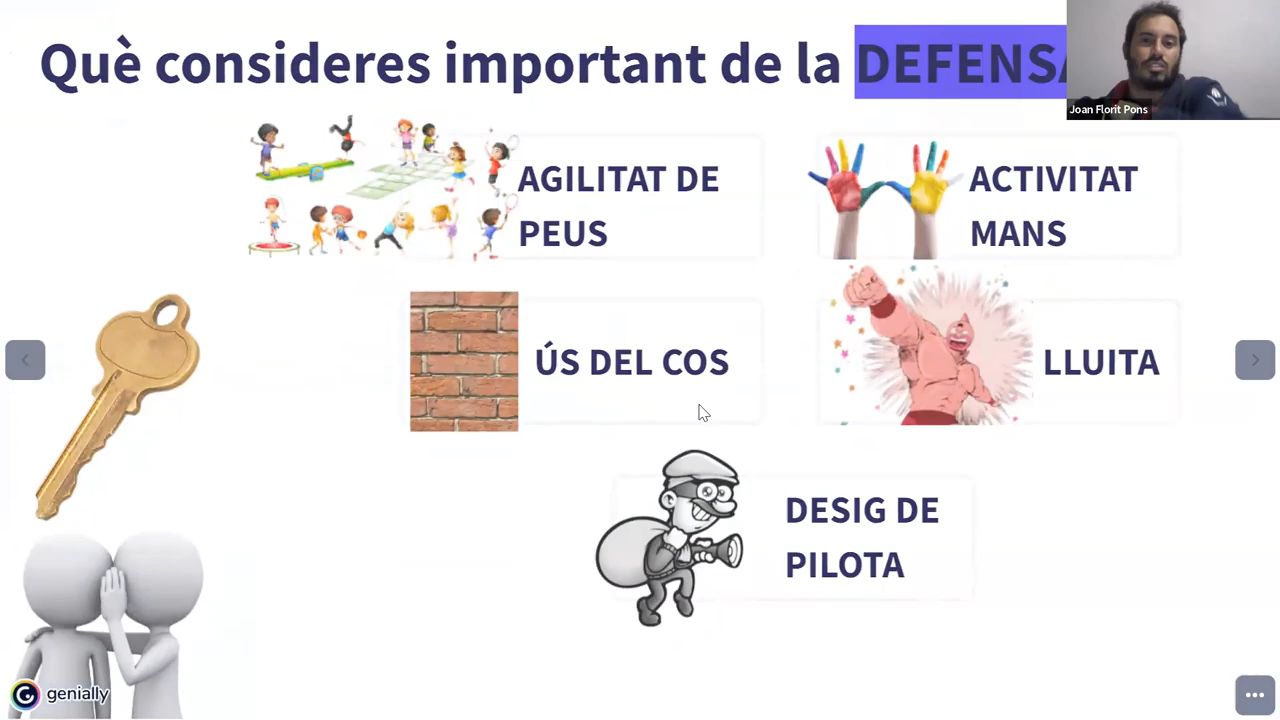 Què consideres important de la DEFENSA
Joan Florit Pons
AGILITAT DE
PEUS
ACTIVITAT
MANS
ÚS DEL COS
LLUITA
DESIG DE
PILOTA
genially